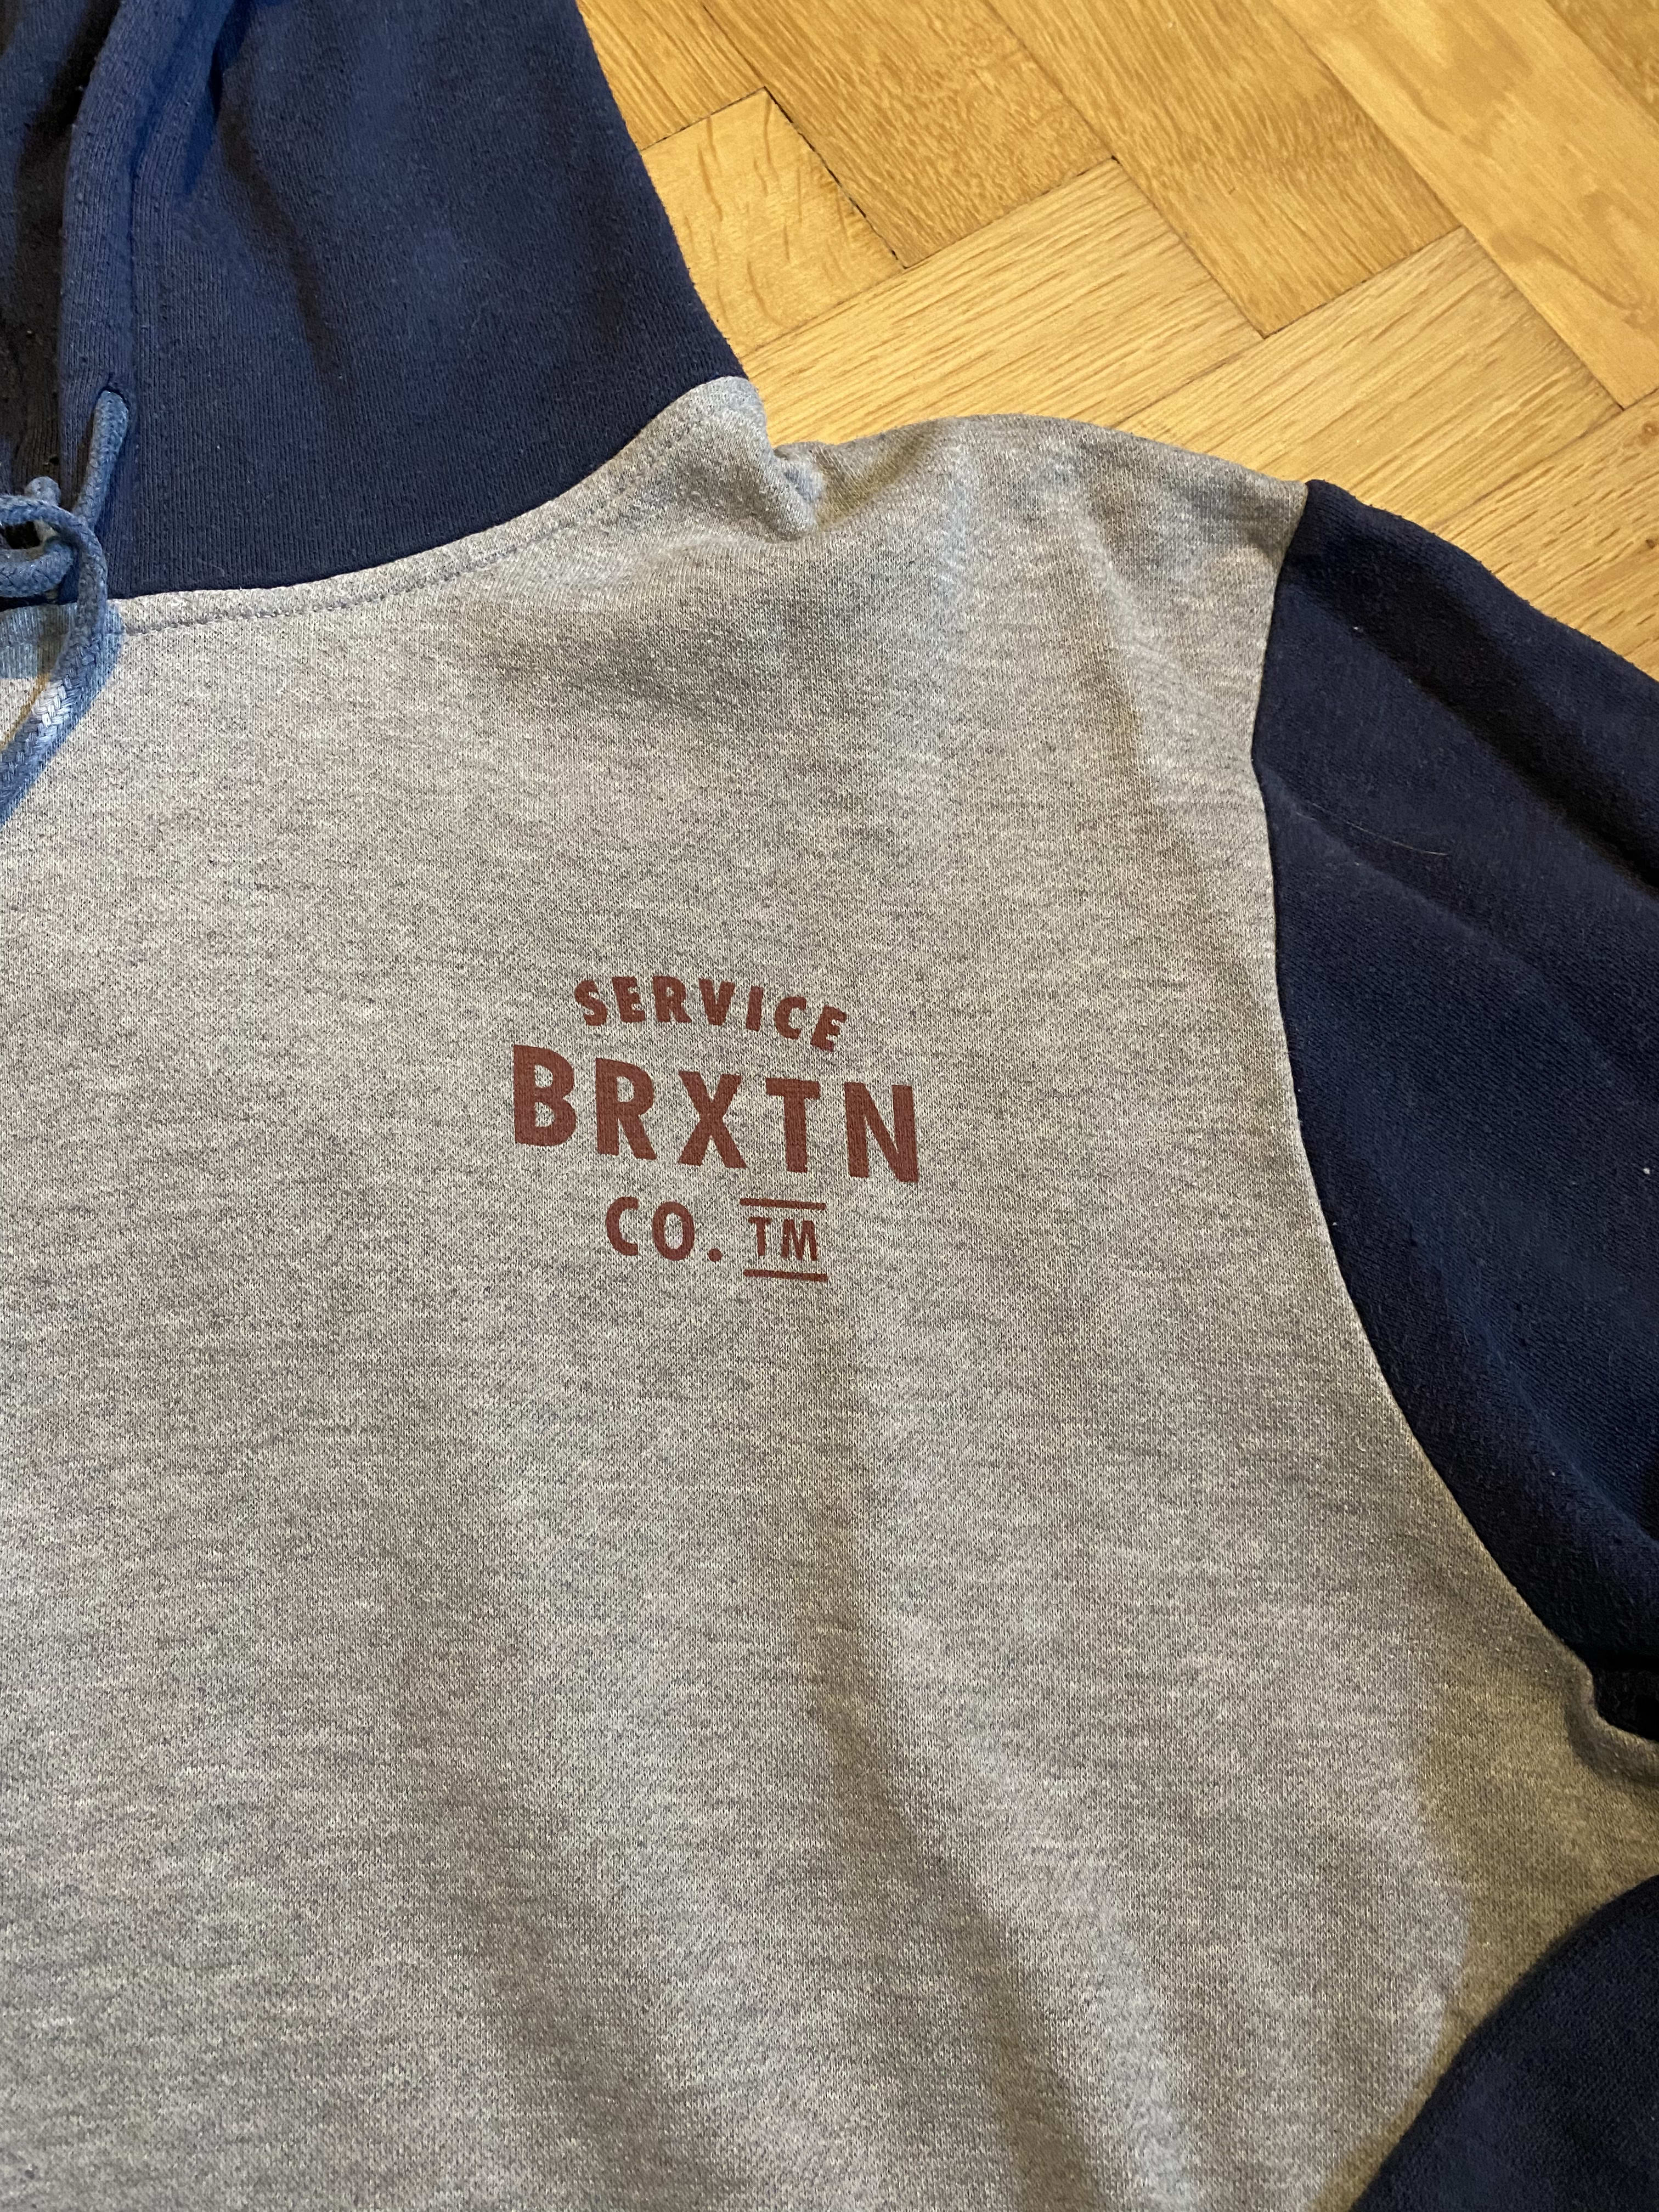 SERVICE
BRXTN
CO. TM